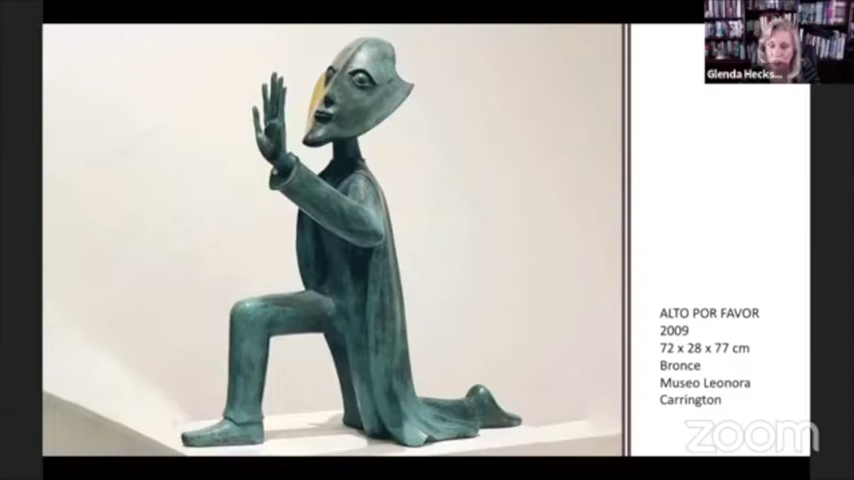 Glenda Hecks...
ALTO POR FAVOR
2009
72 x 28 x 77 cm
Bronce
Museo Leonora
Carrington
zoom